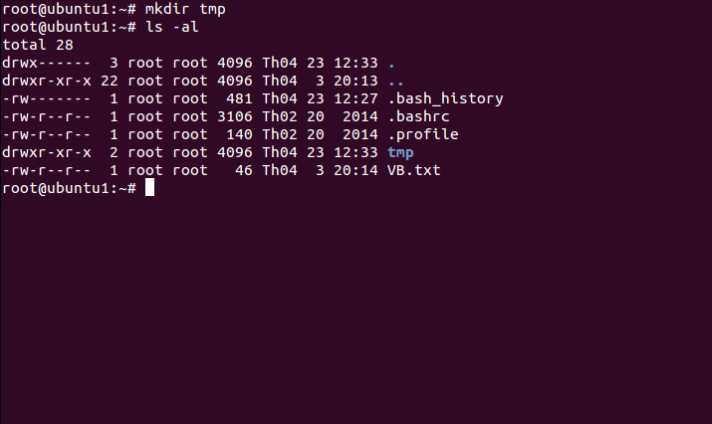 root@ubuntu1:~# mkdir tmp
root@ubuntu1:~# ls -al
total 28
drwx------  3 root root 4096 Th04 23 12:33 .
drwxr-xr-x 22 root root 4096 Th04  3 20:13 ..
-rw-------  1 root root  481 Th04 23 12:27 .bash_history
-rw-r--r--  1 root root 3106 Th02 20  2014 .bashrc
-rw-r--r--  1 root root  140 Th02 20  2014 .profile
drwxr-xr-x  2 root root 4096 Th04 23 12:33 tmp
-rw-r--r--  1 root root   46 Th04  3 20:14 VB.txt
root@ubuntu1:~#